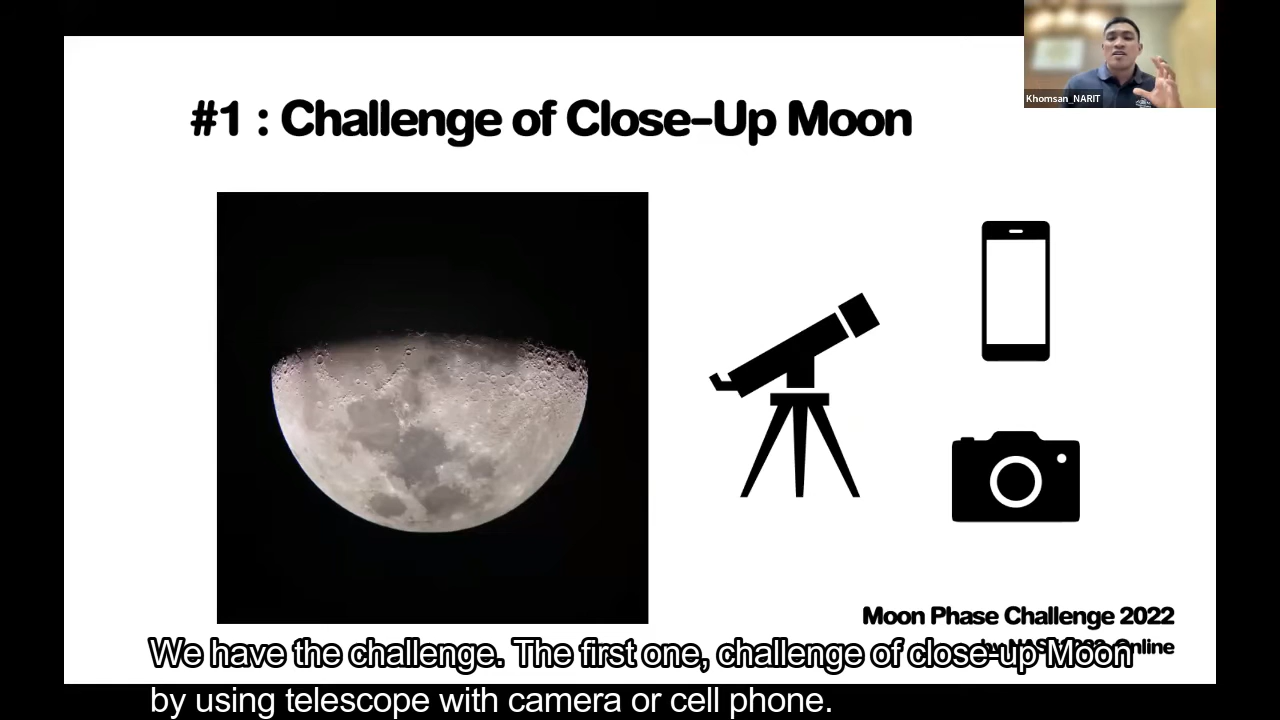 Khomsan_NARIT
#1 : Challenge of Close-Up Moon
Moon Phase Challenge 2022
Online
We have the challenge. The first one, challenge of close-up Moon
by using telescope with camera or cell phone.